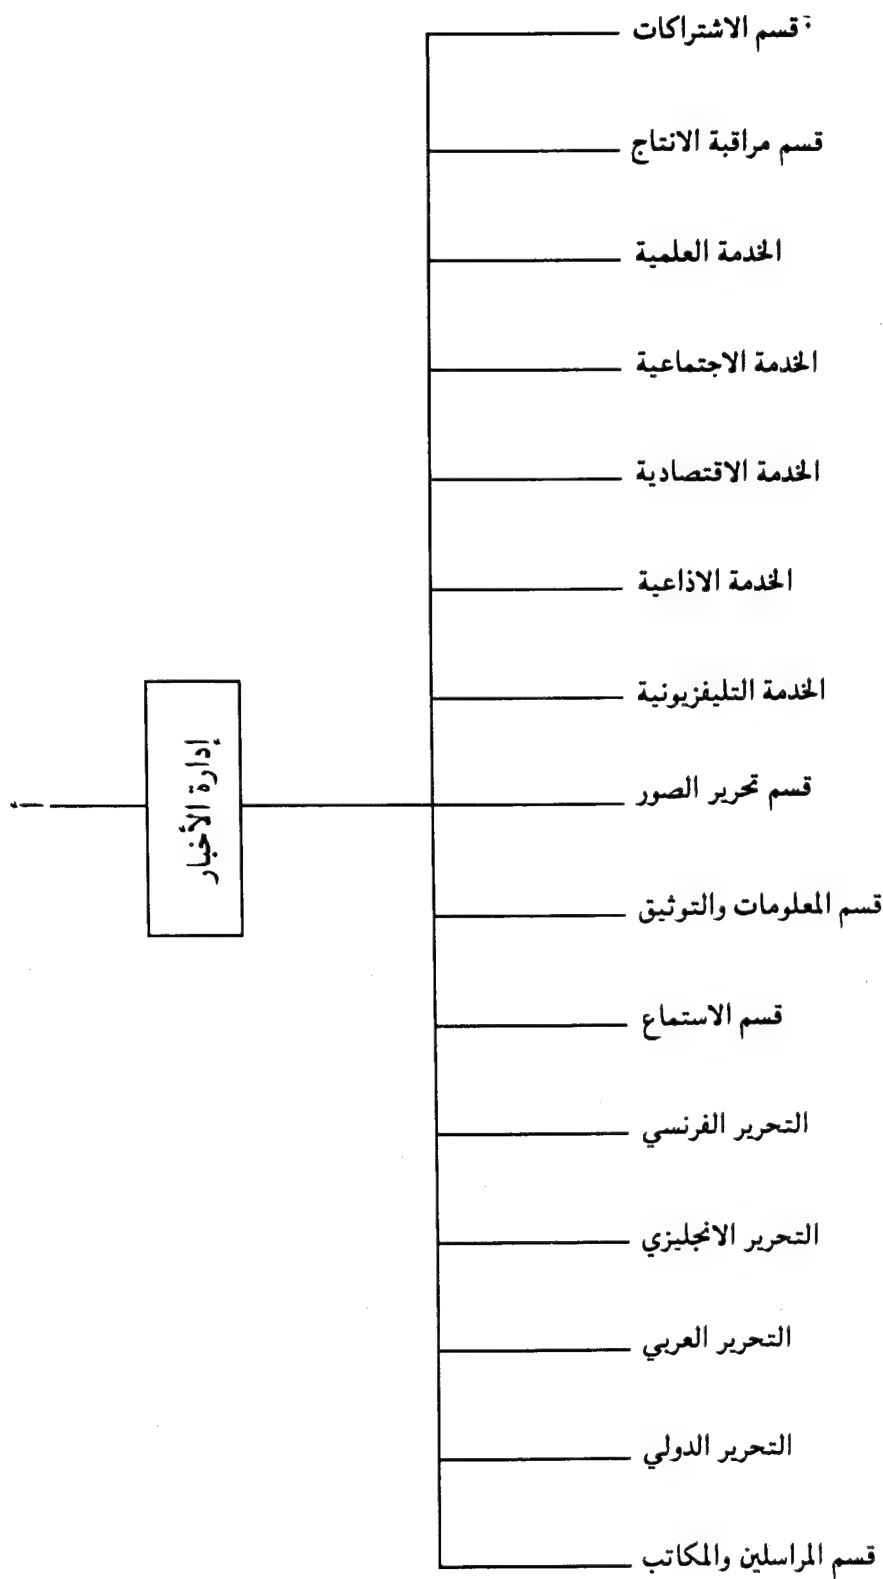 قسم الاشتراكات
قسم مراقبة الانتاج
الخدمة العلمية
الخدمة الاجتماعية
الخدمة الاقتصادية
الخدمة الاذاعية
الخدمة التليفزيونية
قسم تحرير الصور
إدارة الأخبار
قسم المعلومات والتوثيق
قسم الاستماع
التحرير الفرنسي
التحرير الانجليزي
التحرير العربي
التحرير الدولي
قسم المراسلين والمكاتب